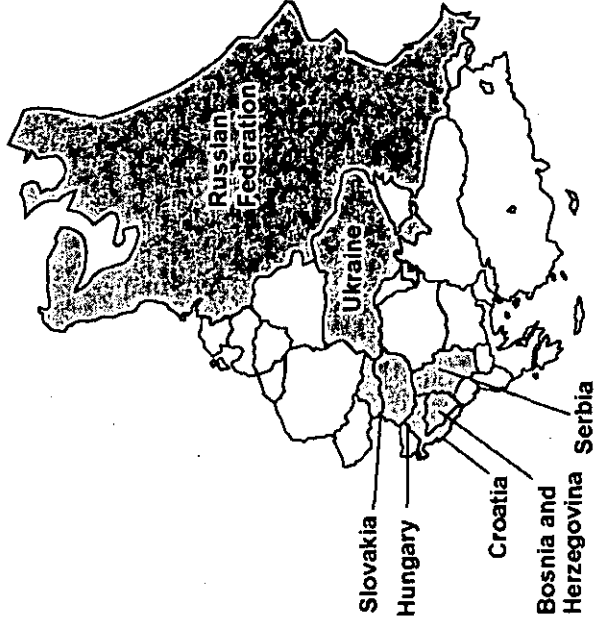 Russian
Federation
Ukraine
Slovakia
Hungary
Croatia
Bosnia and
Herzegovina
Serbia